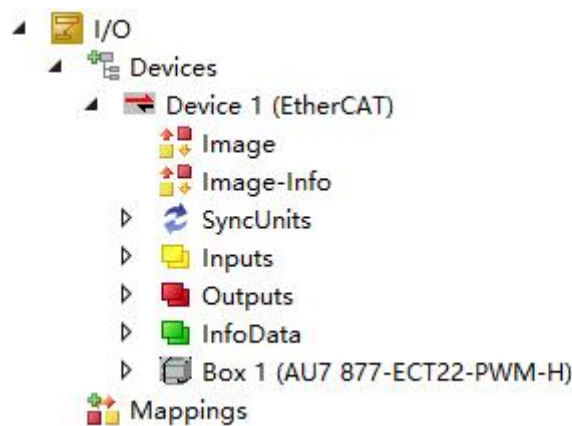 I/O
Devices
Device 1 (EtherCAT)
Image
Image-Info
SyncUnits
Inputs
Outputs
InfoData
Box 1 (AU7 877-ECT22-PWM-H)
Mappings